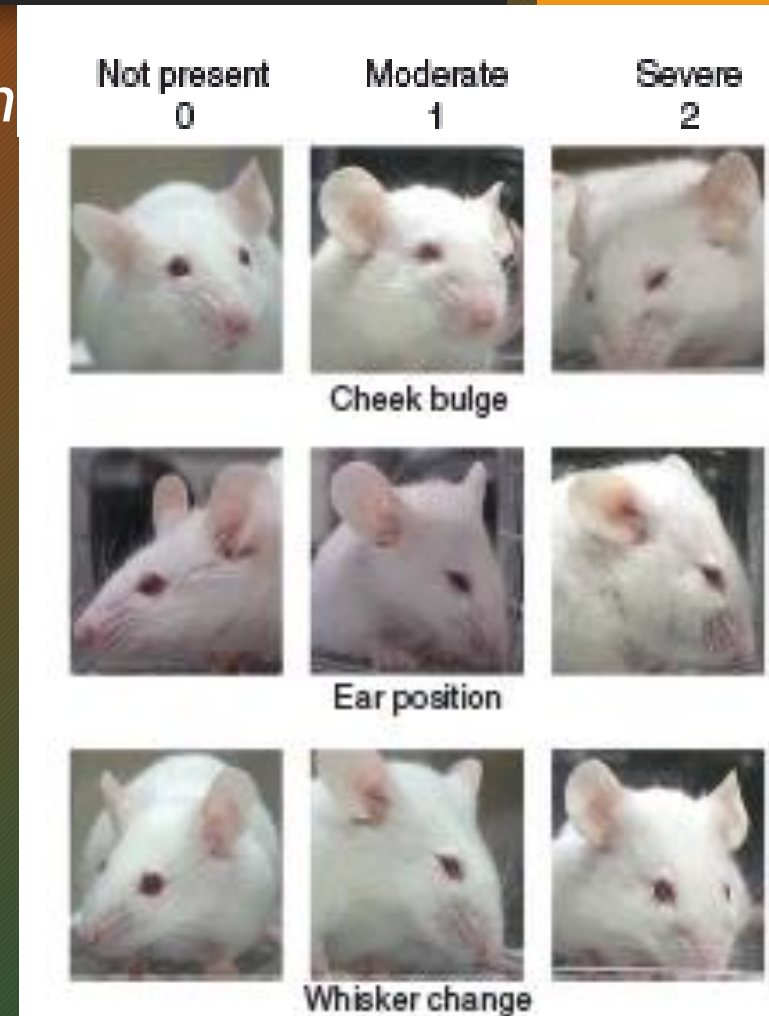 n
Not present Moderate Severe
0 1 2
Cheek bulge
Ear position
Whisker change